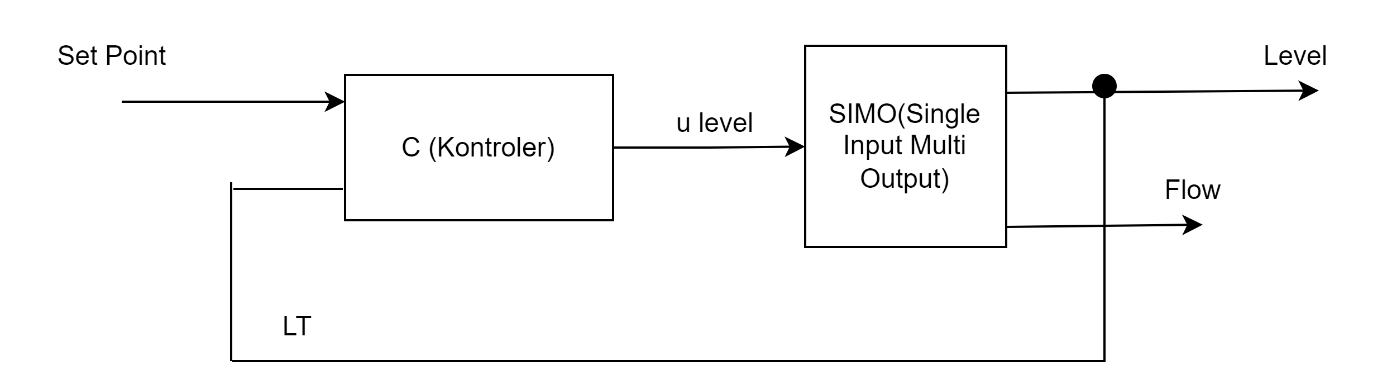 Set Point
Level
C (Kontroler)
u level
SIMO(Single
Input Multi
Output)
Flow
LT